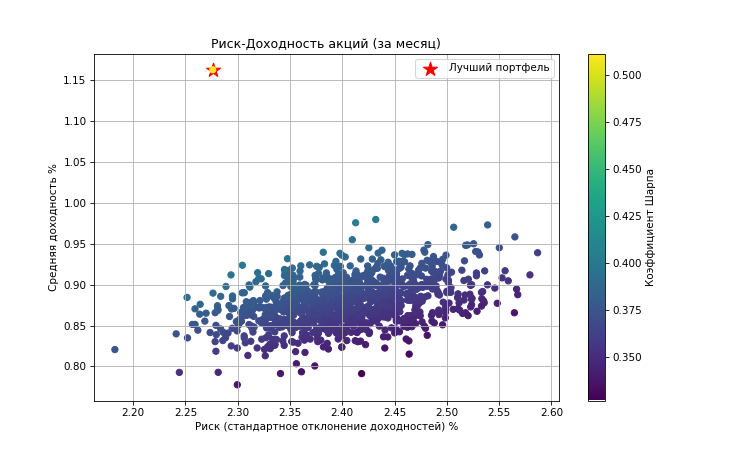 Риск-Доходность акций (за месяц)
Лучший портфель
1.15
1.10
1.05
1.00
0.95
0.90
0.85
0.80
Средняя доходность %
2.20 2.25 2.30 2.35 2.40 2.45 2.50 2.55 2.60
Риск (стандартное отклонение доходностей) %
0.500
0.475
0.450
0.425
0.400
0.375
0.350
Коэффициент Шарпа